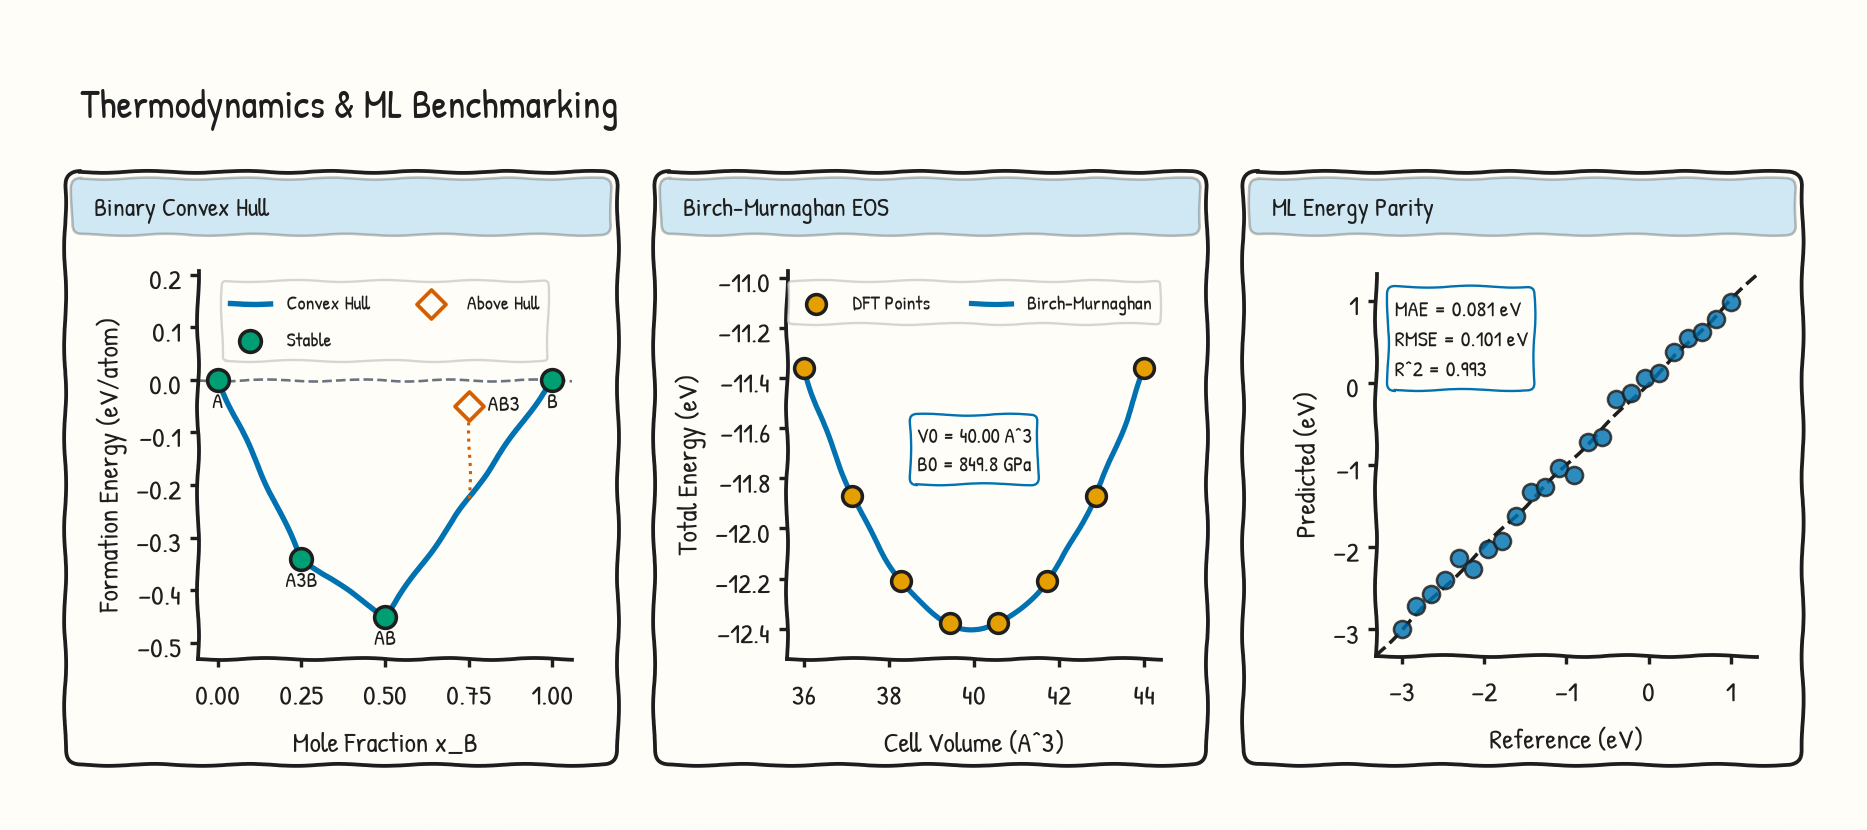 Thermodynamics & ML Benchmarking
Binary Convex Hull
0.2
0.1
0.0
-0.1
-0.2
-0.3
-0.4
-0.5
Formation Energy (eV/atom)
Convex Hull
Above Hull
Stable
A
B
AB3
A3B
AB
0.00 0.25 0.50 0.75 1.00
Mole Fraction x_B
Birch-Murnaghan EOS
-11.0
-11.2
-11.4
-11.6
-11.8
-12.0
-12.2
-12.4
Total Energy (eV)
DFT Points
Birch-Murnaghan
V0 = 40.00 A^3
B0 = 849.8 GPa
36 38 40 42 44
Cell Volume (A^3)
ML Energy Parity
1
0
-1
-2
-3
Predicted (eV)
MAE = 0.081 eV
RMSE = 0.101 eV
R^2 = 0.993
-3 -2 -1 0 1
Reference (eV)